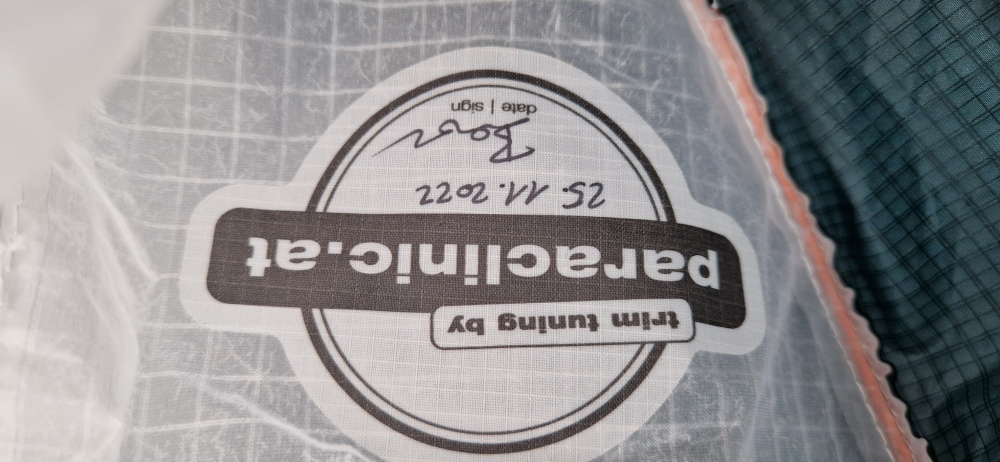 trim tuning by
paraclinic.at
25.11.2022
date | sign